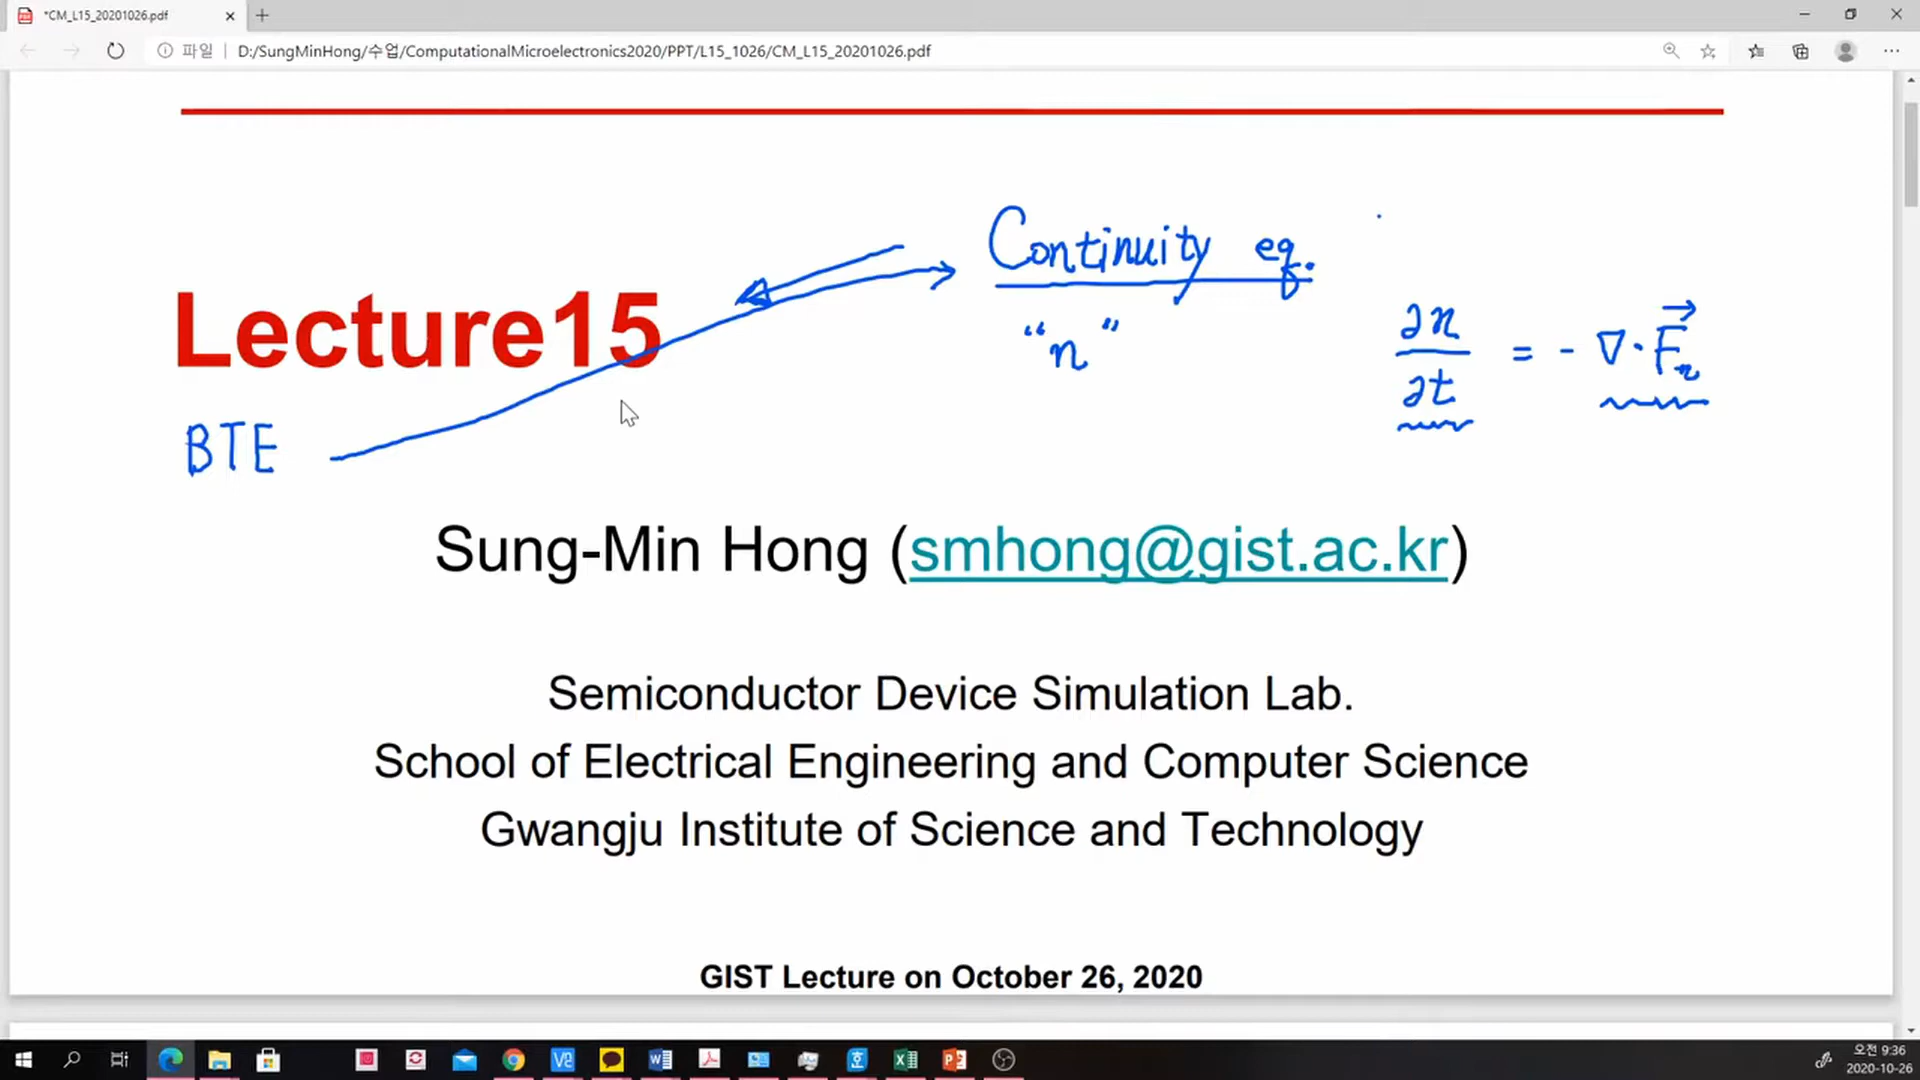 *CM_L15_20201026.pdf
파일 | D:/SungMinHong/수업/ComputationalMicroelectronics2020/PPT/L15_1026/CM_L15_20201026.pdf
Continuity eq.
Lecture15
"n"
∂n/∂t = - ∇·F⃗ₙ
BTE
Sung-Min Hong (smhong@gist.ac.kr)
Semiconductor Device Simulation Lab.
School of Electrical Engineering and Computer Science
Gwangju Institute of Science and Technology
GIST Lecture on October 26, 2020
오전 9:36
2020-10-26